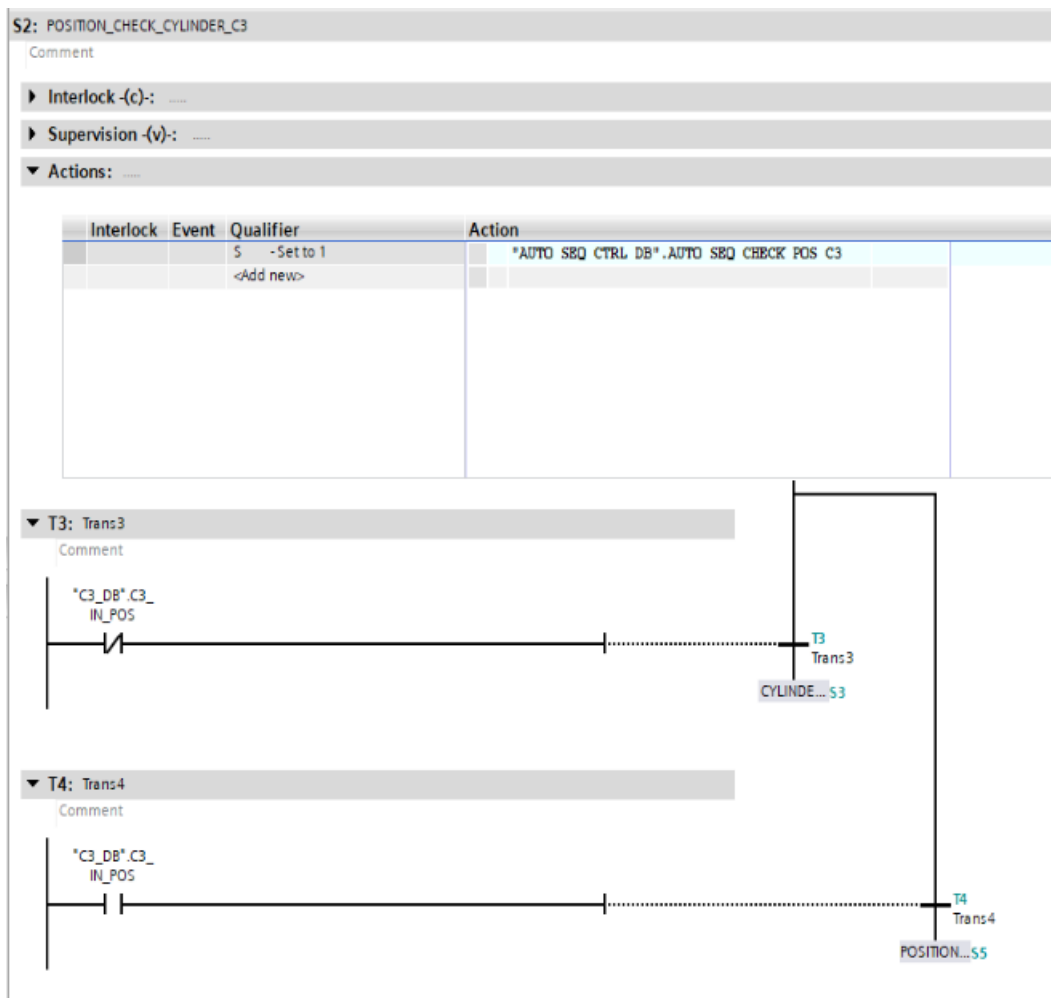 S2: POSITION_CHECK_CYLINDER_C3
Comment
Interlock -(c)-: .....
Supervision -(v)-: .....
Actions: .....
Interlock Event Qualifier Action
S - Set to 1 "AUTO SEQ CTRL DB".AUTO SEQ CHECK POS C3
<Add new>
T3: Trans3
Comment
"C3_DB".C3_
IN_POS
T3
Trans3
CYLINDE... S3
T4: Trans4
Comment
"C3_DB".C3_
IN_POS
T4
Trans4
POSITION... S5